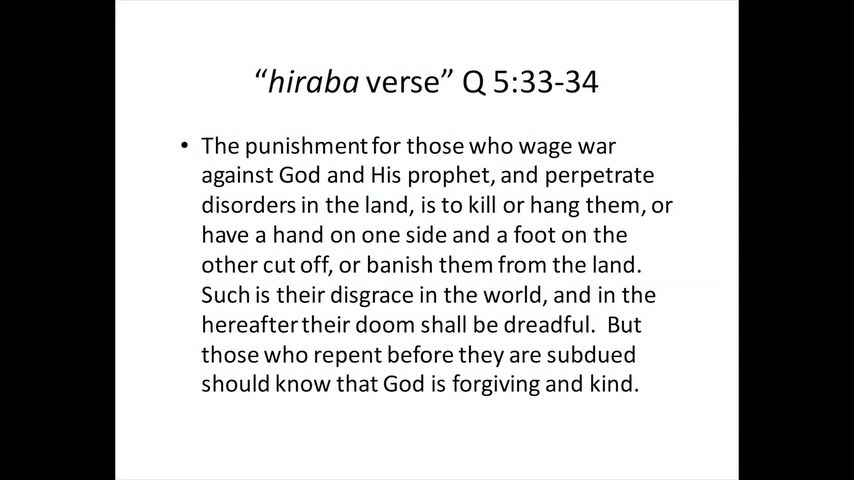 “hiraba verse” Q 5:33-34
• The punishment for those who wage war
against God and His prophet, and perpetrate
disorders in the land, is to kill or hang them, or
have a hand on one side and a foot on the
other cut off, or banish them from the land.
Such is their disgrace in the world, and in the
hereafter their doom shall be dreadful.  But
those who repent before they are subdued
should know that God is forgiving and kind.